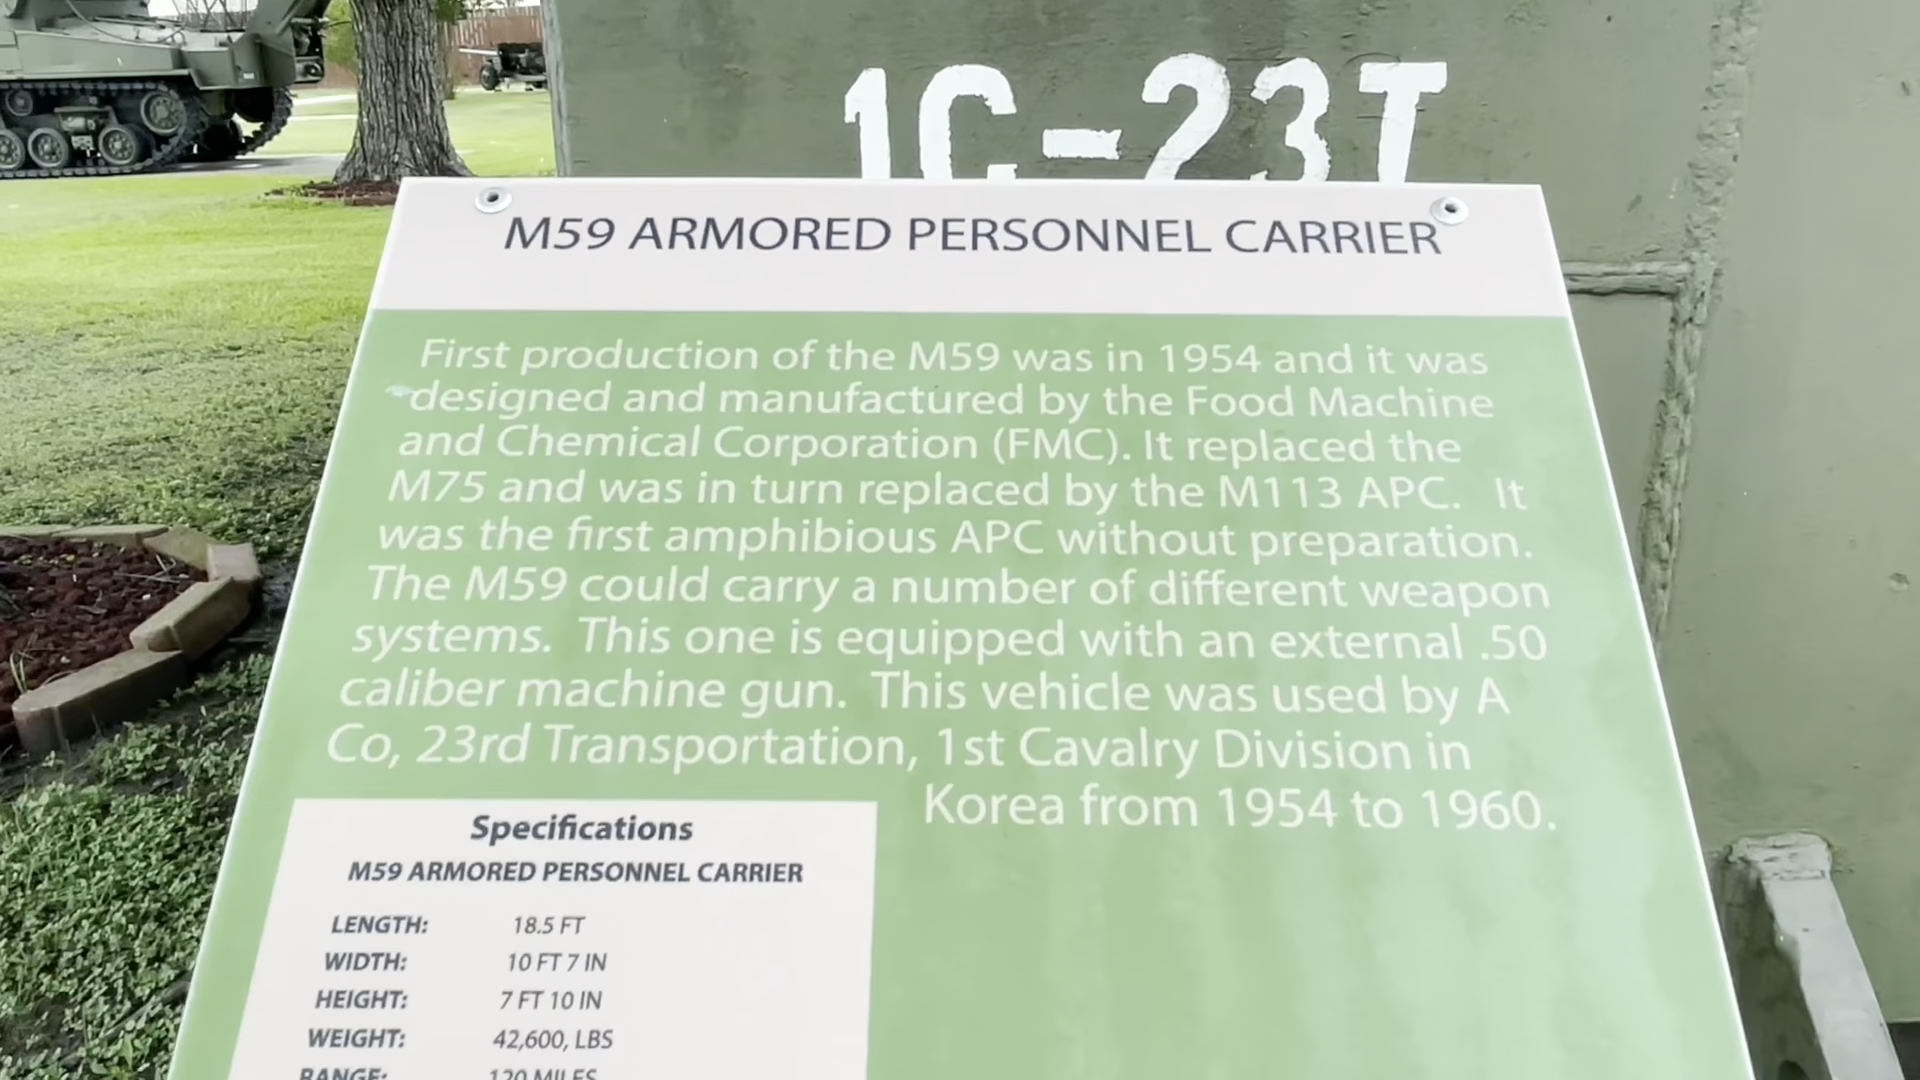 1C-23T
M59 ARMORED PERSONNEL CARRIER
First production of the M59 was in 1954 and it was
designed and manufactured by the Food Machine
and Chemical Corporation (FMC). It replaced the
M75 and was in turn replaced by the M113 APC. It
was the first amphibious APC without preparation.
The M59 could carry a number of different weapon
systems. This one is equipped with an external .50
caliber machine gun. This vehicle was used by A
Co, 23rd Transportation, 1st Cavalry Division in
Korea from 1954 to 1960.
Specifications
M59 ARMORED PERSONNEL CARRIER
LENGTH: 18.5 FT
WIDTH: 10 FT 7 IN
HEIGHT: 7 FT 10 IN
WEIGHT: 42,600, LBS
RANGE: 120 MILES